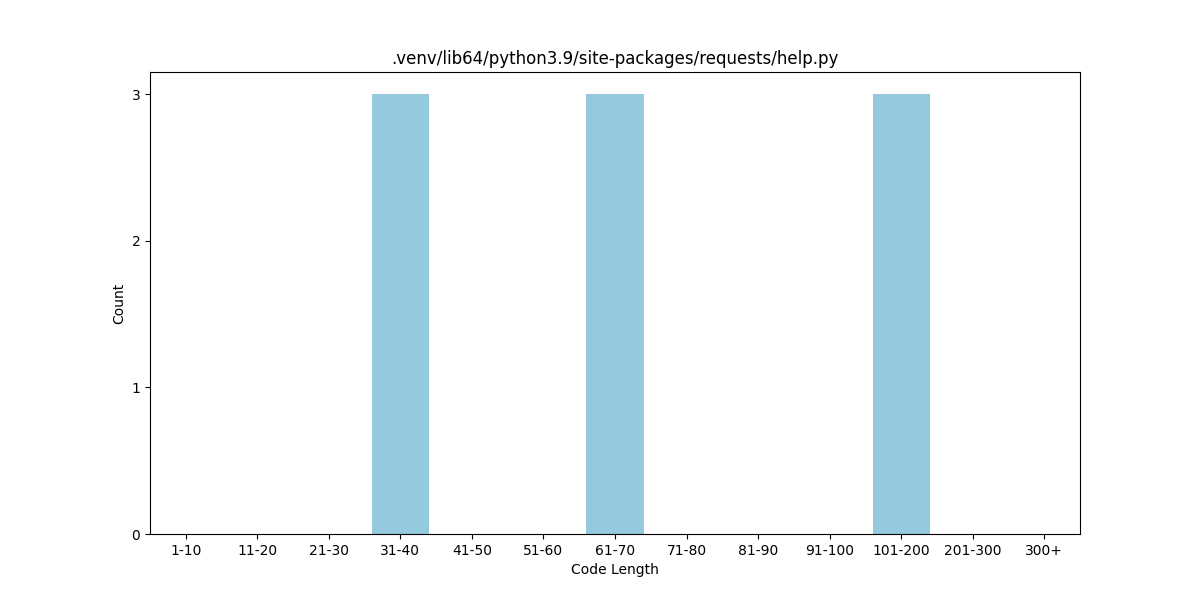 .venv/lib64/python3.9/site-packages/requests/help.py
3
2
1
0
Count
1-10 11-20 21-30 31-40 41-50 51-60 61-70 71-80 81-90 91-100 101-200 201-300 300+
Code Length